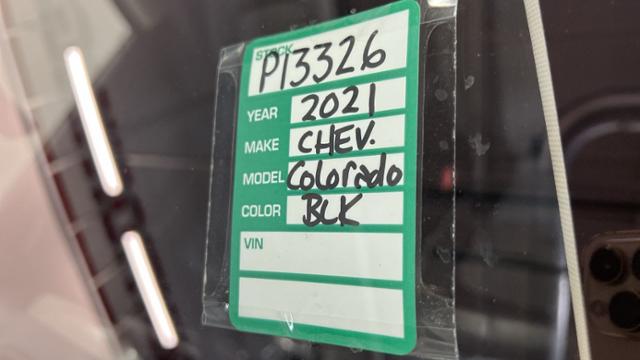 STOCK
P13326
YEAR 2021
MAKE CHEV.
MODEL Colorado
COLOR BLK
VIN